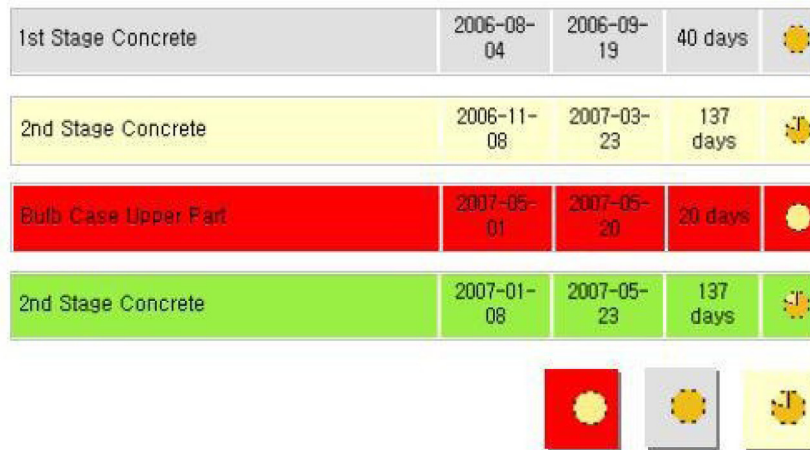 1st Stage Concrete 2006-08-04 2006-09-19 40 days
2nd Stage Concrete 2006-11-08 2007-03-23 137 days
Bulb Case Upper Part 2007-05-01 2007-05-20 20 days
2nd Stage Concrete 2007-01-08 2007-05-23 137 days